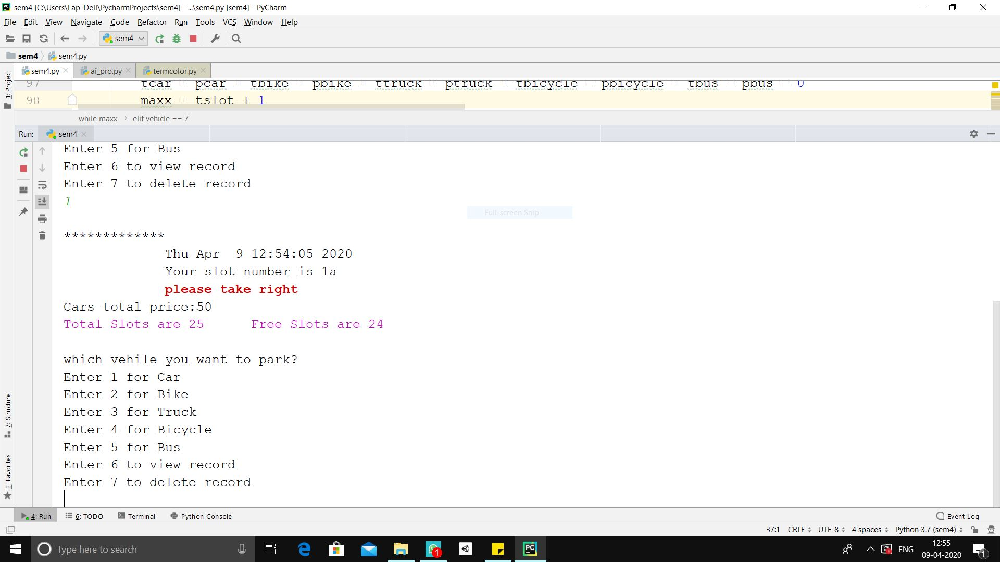 sem4 [C:\Users\Lap-Dell\PycharmProjects\sem4] - ...\sem4.py [sem4] - PyCharm
File Edit View Navigate Code Refactor Run Tools VCS Window Help
sem4
sem4 sem4.py
sem4.py ai_pro.py termcolor.py
1: Project
97 tcar = pcar = tbike = pbike = ttruck = ptruck = tbicycle = pbicycle = tbus = pbus = 0
98 maxx = tslot + 1
while maxx › elif vehicle == 7
Run: sem4
Enter 5 for Bus
Enter 6 to view record
Enter 7 to delete record
1
Full-screen Snip
*************
Thu Apr  9 12:54:05 2020
Your slot number is 1a
please take right
Cars total price:50
Total Slots are 25      Free Slots are 24
which vehile you want to park?
Enter 1 for Car
Enter 2 for Bike
Enter 3 for Truck
Enter 4 for Bicycle
Enter 5 for Bus
Enter 6 to view record
Enter 7 to delete record
7: Structure
2: Favorites
4: Run 6: TODO Terminal Python Console Event Log
37:1 CRLF UTF-8 4 spaces Python 3.7 (sem4)
Type here to search
1
PC
ENG
12:55
09-04-2020
1